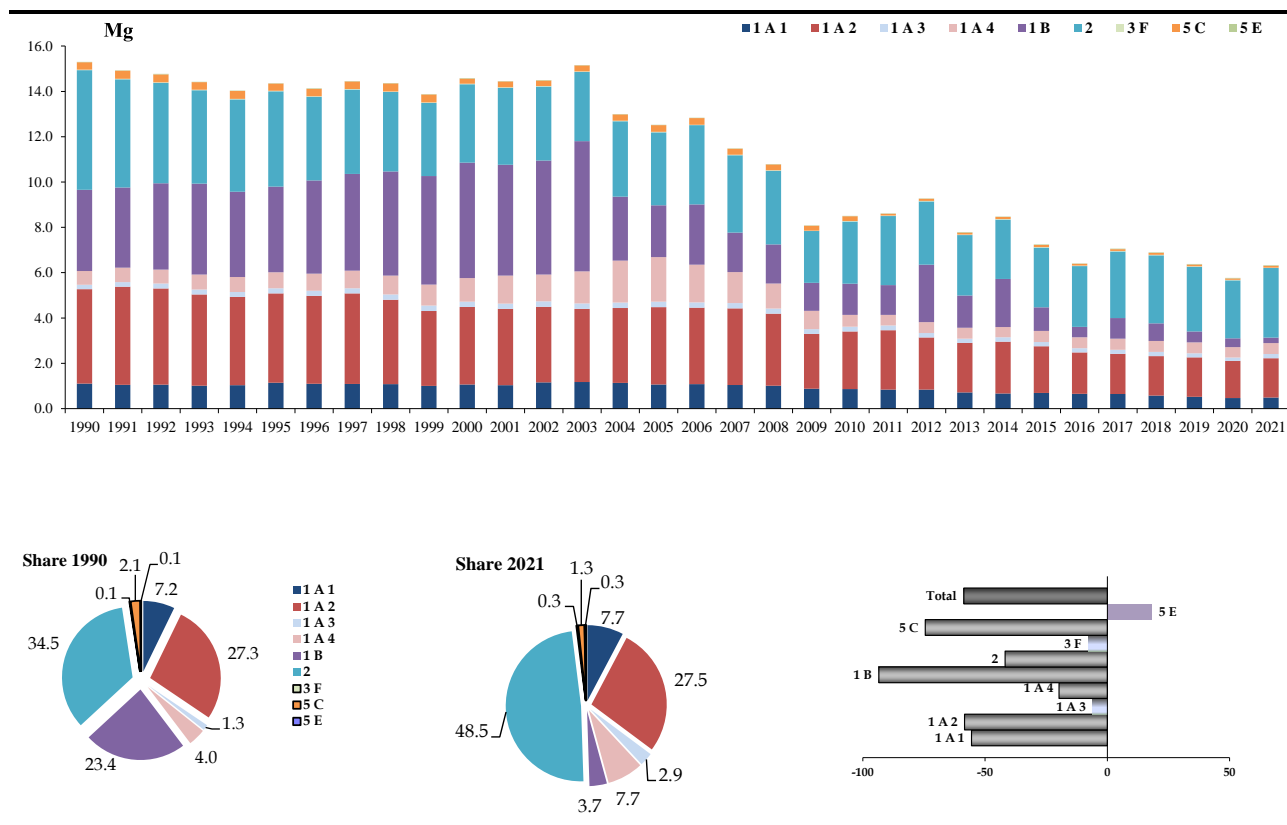 Mg
1 A 1 1 A 2 1 A 3 1 A 4 1 B 2 3 F 5 C 5 E
16.0
14.0
12.0
10.0
8.0
6.0
4.0
2.0
0.0
1990 1991 1992 1993 1994 1995 1996 1997 1998 1999 2000 2001 2002 2003 2004 2005 2006 2007 2008 2009 2010 2011 2012 2013 2014 2015 2016 2017 2018 2019 2020 2021
Share 1990
0.1
2.1
0.1
7.2
27.3
1.3
4.0
23.4
34.5
1 A 1
1 A 2
1 A 3
1 A 4
1 B
2
3 F
5 C
5 E
Share 2021
0.3
1.3
0.3
7.7
27.5
2.9
7.7
3.7
48.5
Total
5 E
5 C
3 F
2
1 B
1 A 4
1 A 3
1 A 2
1 A 1
-100 -50 0 50